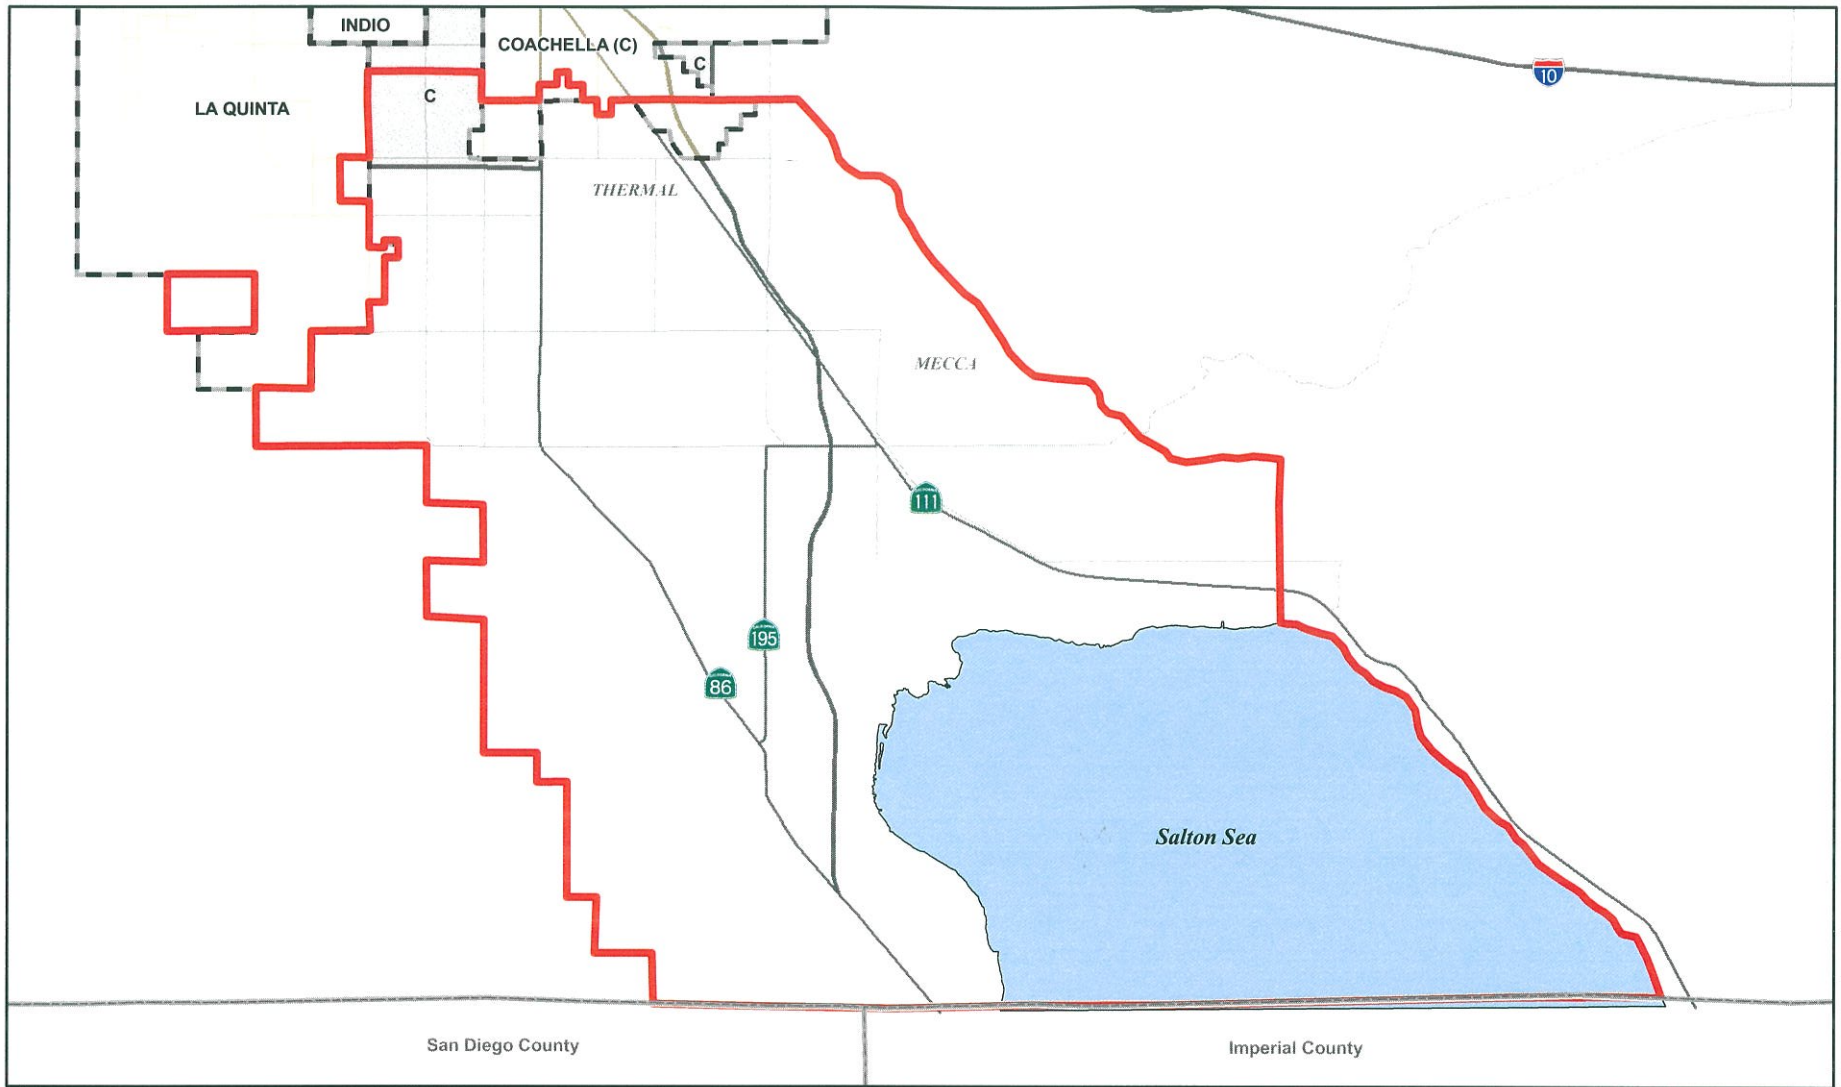 INDIO
COACHELLA (C)
C
10
C
LA QUINTA
THERMAL
MECCA
111
195
86
Salton Sea
San Diego County
Imperial County